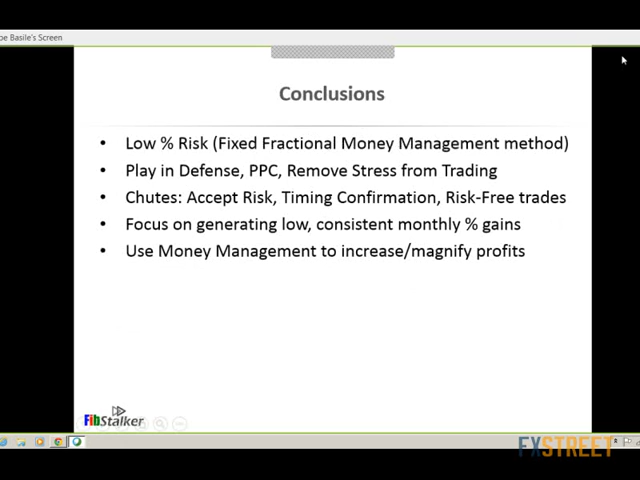 oe Basile's Screen
Conclusions
• Low % Risk (Fixed Fractional Money Management method)
• Play in Defense, PPC, Remove Stress from Trading
• Chutes: Accept Risk, Timing Confirmation, Risk-Free trades
• Focus on generating low, consistent monthly % gains
• Use Money Management to increase/magnify profits
FibStalker
FXSTREET